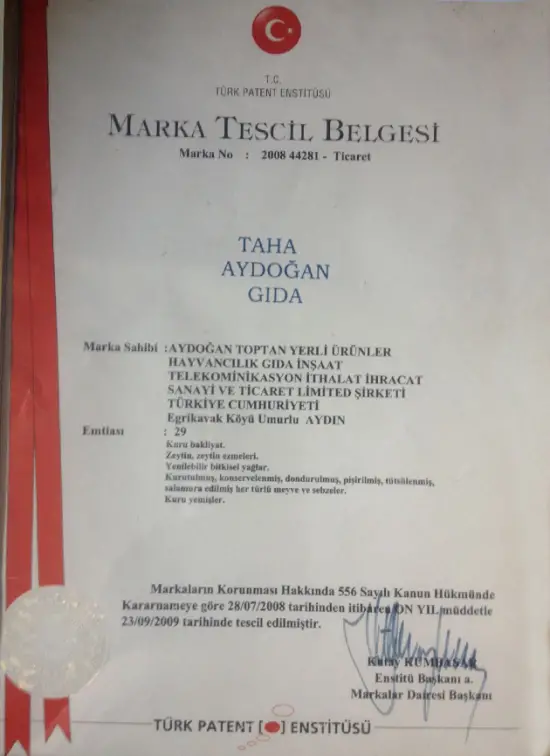 T.C.
TÜRK PATENT ENSTİTÜSÜ
MARKA TESCİL BELGESİ
Marka No : 2008 44281 - Ticaret
TAHA
AYDOĞAN
GIDA
Marka Sahibi :AYDOĞAN TOPTAN YERLİ ÜRÜNLER
HAYVANCILIK GIDA İNŞAAT
TELEKOMİNİKASYON İTHALAT İHRACAT
SANAYİ VE TİCARET LİMİTED ŞİRKETİ
TÜRKİYE CUMHURİYETİ
Egrikavak Köyü Umurlu AYDIN
Emtiası : 29
Kuru bakliyat.
Zeytin, zeytin ezmeleri.
Yenilebilir bitkisel yağlar.
Kurutulmuş, konservelenmiş, dondurulmuş, pişirilmiş, tütsülenmiş,
salamura edilmiş her türlü meyve ve sebzeler.
Kuru yemişler.
Markaların Korunması Hakkında 556 Sayılı Kanun Hükmünde
Kararnameye göre 28/07/2008 tarihinden itibaren ON YIL müddetle
23/09/2009 tarihinde tescil edilmiştir.
Kutay KUMBASAR
Enstitü Başkanı a.
Markalar Dairesi Başkanı
TÜRK PATENT [ ] ENSTİTÜSÜ